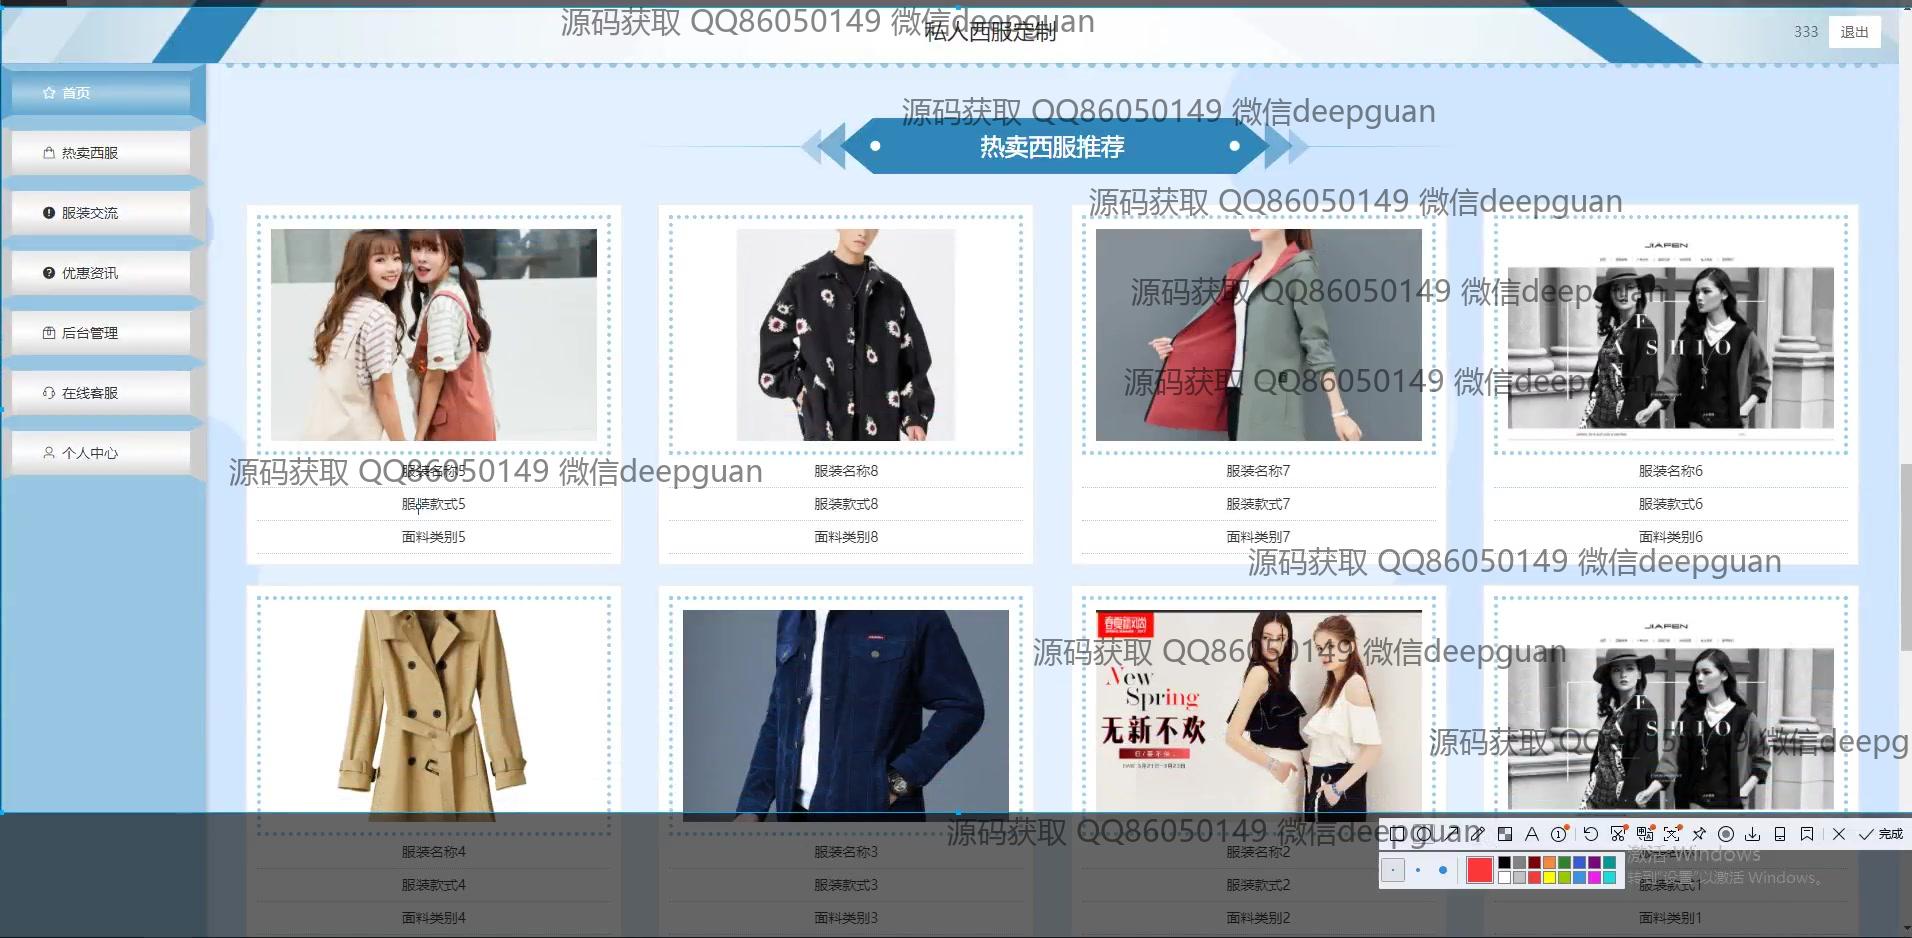 源码获取 QQ86050149 微信deepguan
私人西服定制
333
退出
首页
热卖西服
服装交流
优惠资讯
后台管理
在线客服
个人中心
源码获取 QQ86050149 微信deepguan
热卖西服推荐
源码获取 QQ86050149 微信deepguan
JIAFEN
源码获取 QQ86050149 微信deepguan
F
A SHIO
源码获取 QQ86050149 微信deepguan
源码获取 QQ86050149 微信deepguan
服装名称5
服装款式5
面料类别5
服装名称8
服装款式8
面料类别8
服装名称7
服装款式7
面料类别7
服装名称6
服装款式6
面料类别6
源码获取 QQ86050149 微信deepguan
春夏新风尚
New
Spring
无新不欢
源码获取 QQ86050149 微信deepguan
JIAFEN
F
A SHIO
源码获取 QQ86050149 微信deepg
源码获取 QQ86050149 微信deepguan
服装名称4
服装款式4
面料类别4
服装名称3
服装款式3
面料类别3
服装名称2
服装款式2
面料类别2
服装款式1
面料类别1
完成
激活 Windows
转到"设置"以激活 Windows。